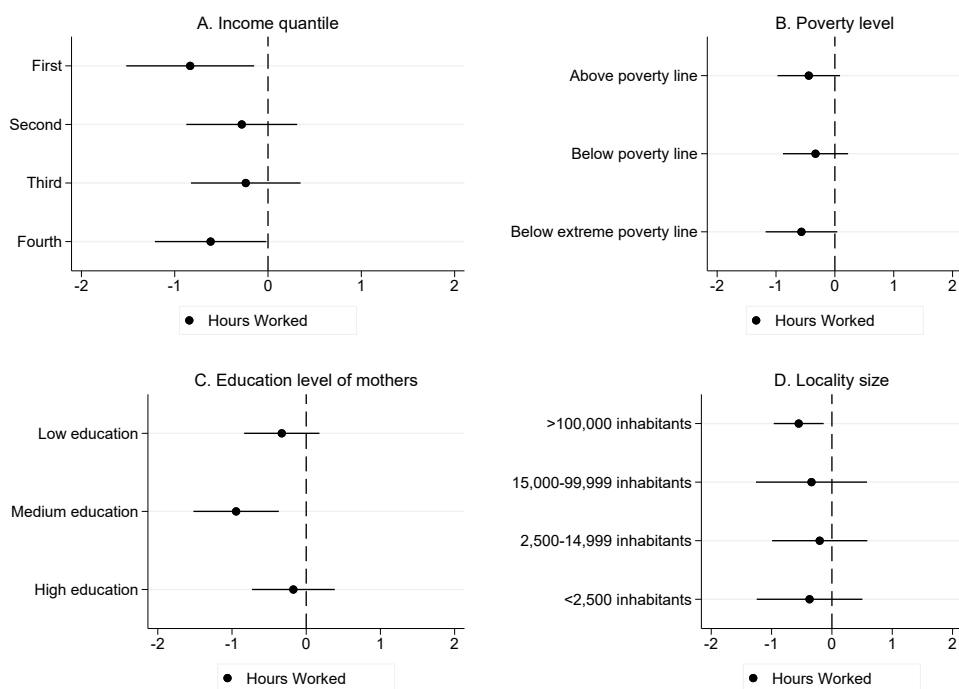 A. Income quantile
First
Second
Third
Fourth
-2 -1 0 1 2
Hours Worked
B. Poverty level
Above poverty line
Below poverty line
Below extreme poverty line
-2 -1 0 1 2
Hours Worked
C. Education level of mothers
Low education
Medium education
High education
-2 -1 0 1 2
Hours Worked
D. Locality size
>100,000 inhabitants
15,000-99,999 inhabitants
2,500-14,999 inhabitants
<2,500 inhabitants
-2 -1 0 1 2
Hours Worked